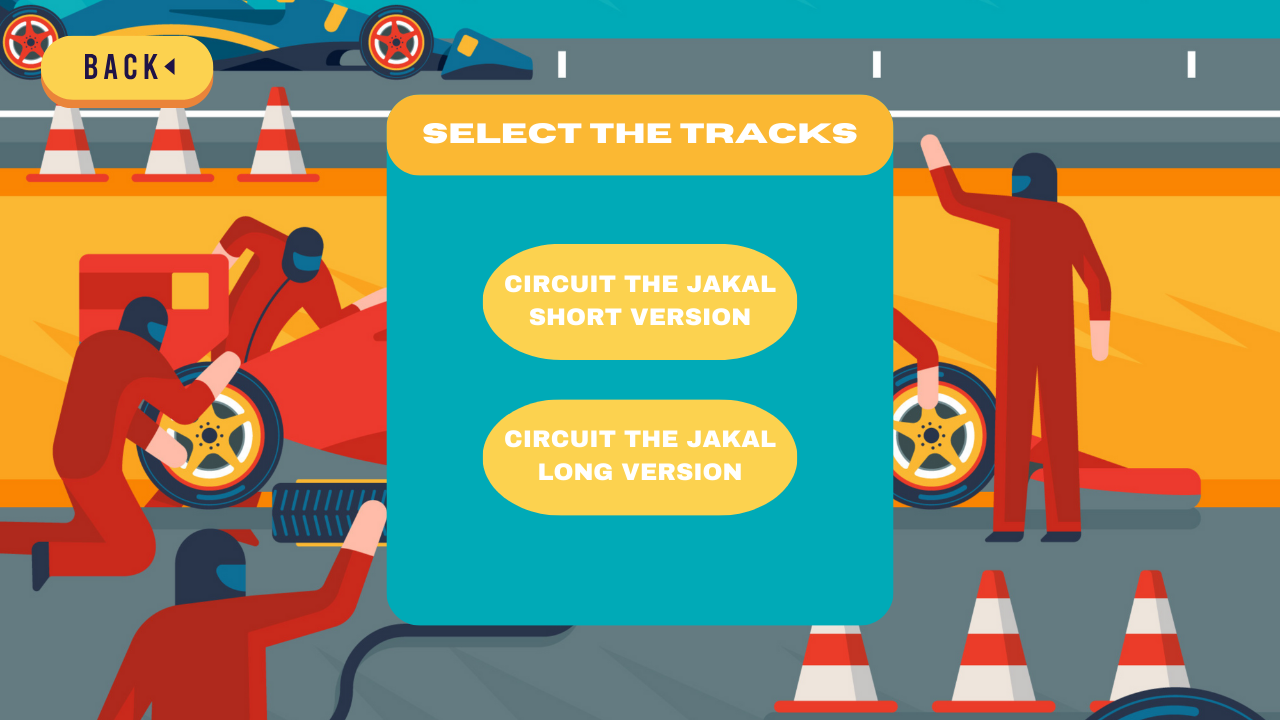 BACK
SELECT THE TRACKS
CIRCUIT THE JAKAL
SHORT VERSION
CIRCUIT THE JAKAL
LONG VERSION